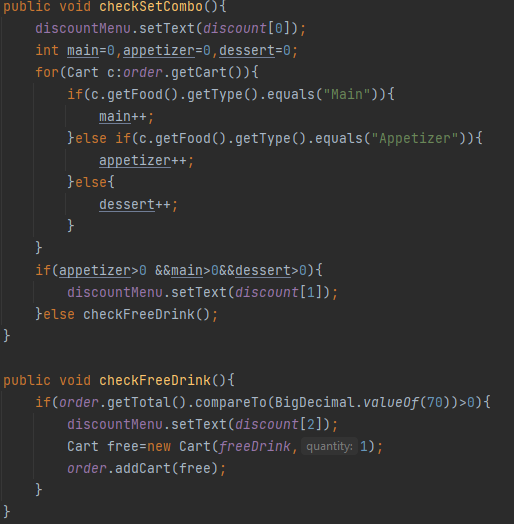 public void checkSetCombo(){
    discountMenu.setText(discount[0]);
    int main=0,appetizer=0,dessert=0;
    for(Cart c:order.getCart()){
        if(c.getFood().getType().equals("Main")){
            main++;
        }else if(c.getFood().getType().equals("Appetizer")){
            appetizer++;
        }else{
            dessert++;
        }
    }
    if(appetizer>0 &&main>0&&dessert>0){
        discountMenu.setText(discount[1]);
    }else checkFreeDrink();
}
public void checkFreeDrink(){
    if(order.getTotal().compareTo(BigDecimal.valueOf(70))>0){
        discountMenu.setText(discount[2]);
        Cart free=new Cart(freeDrink, quantity: 1);
        order.addCart(free);
    }
}